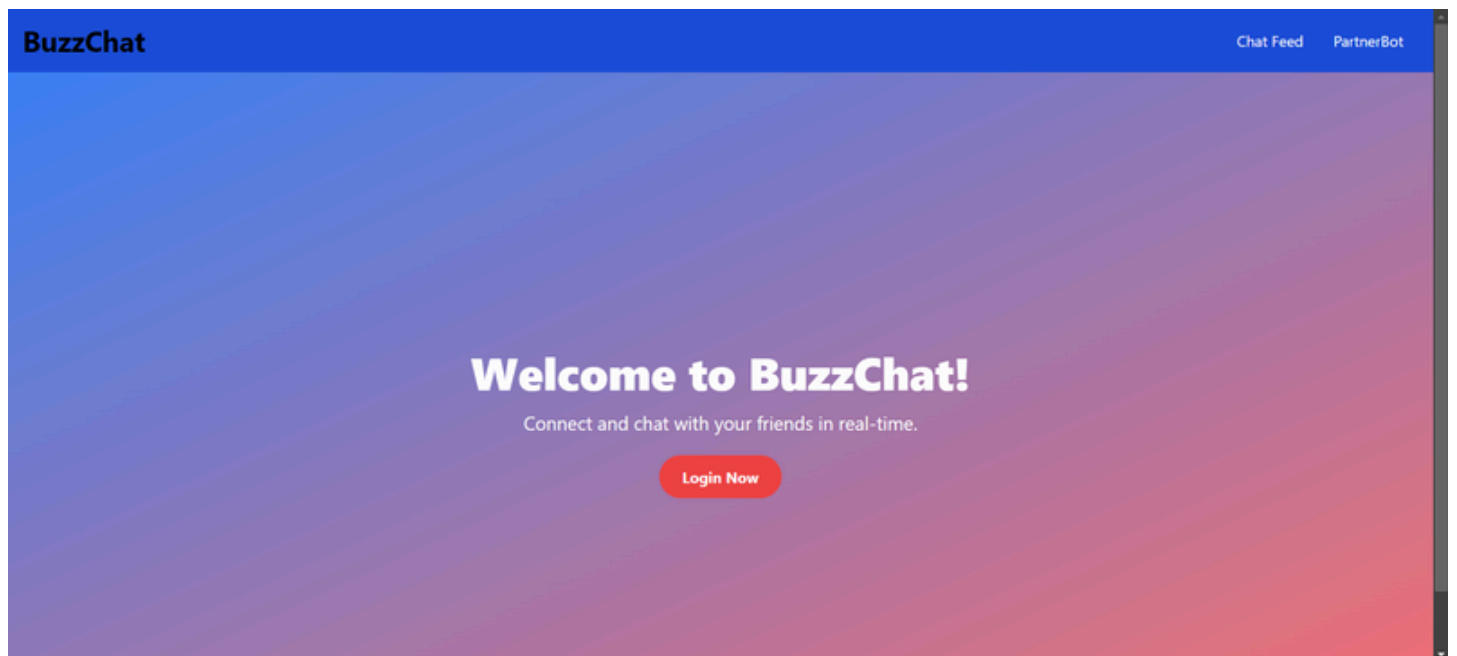 BuzzChat
Chat Feed PartnerBot
Welcome to BuzzChat!
Connect and chat with your friends in real-time.
Login Now